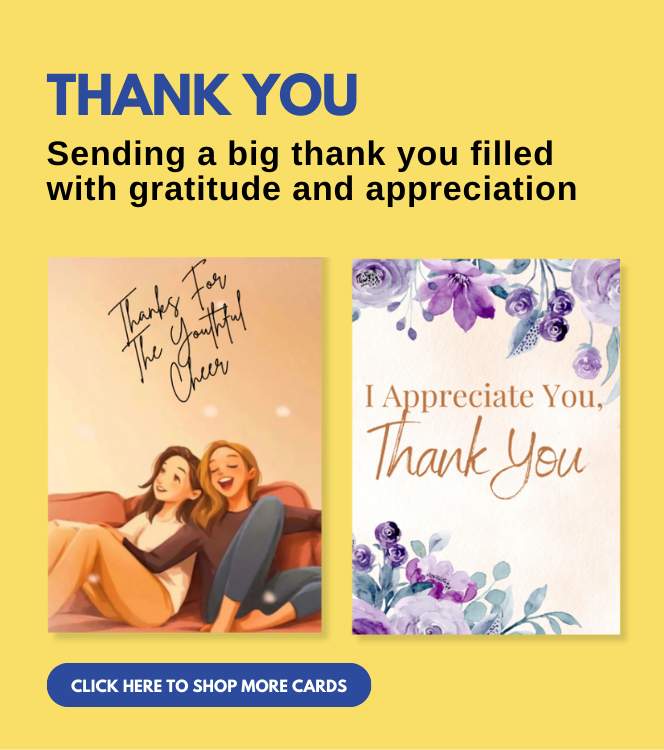 THANK YOU
Sending a big thank you filled
with gratitude and appreciation
Thanks For
The Youthful
Cheer
I Appreciate You,
Thank You
CLICK HERE TO SHOP MORE CARDS